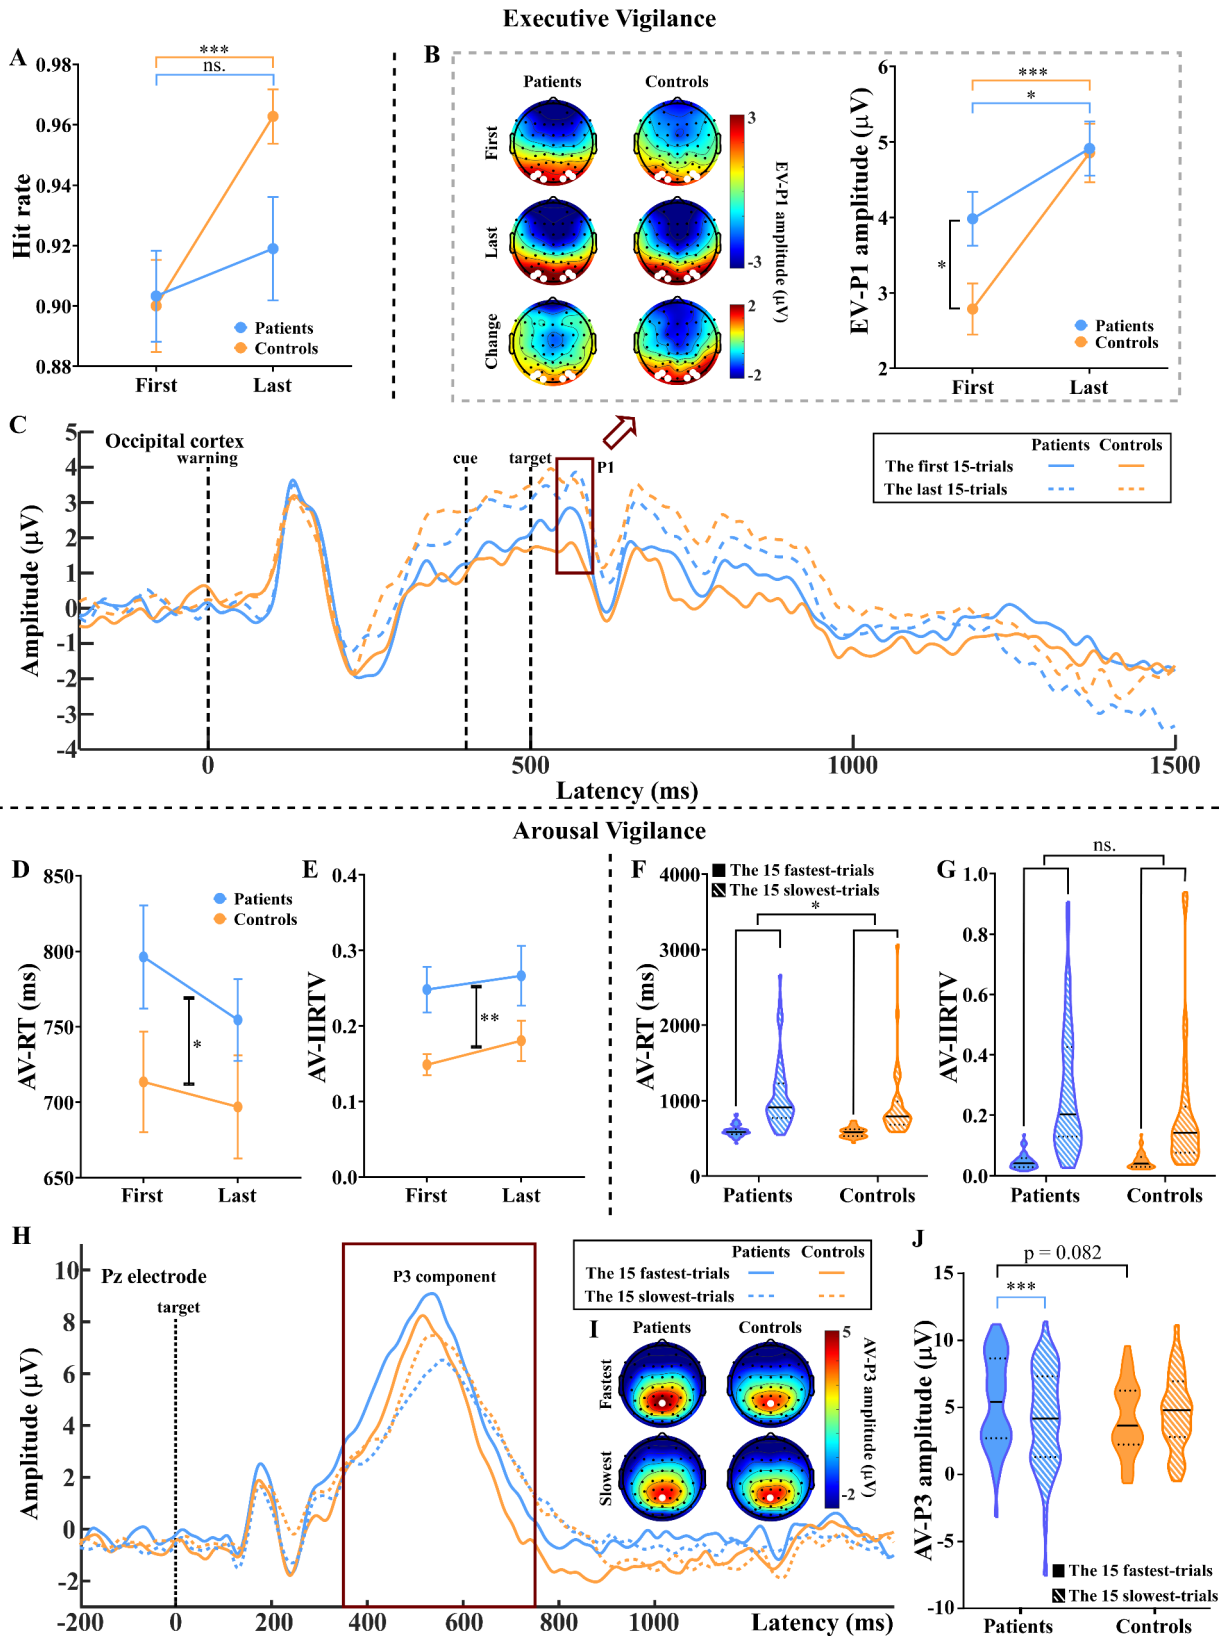 Executive Vigilance
A
Hit rate
0.98
0.96
0.94
0.92
0.90
0.88
***
ns.
Patients
Controls
First
Last
B
Patients
Controls
First
Last
Change
3
-3
2
-2
EV-P1 amplitude (μV)
EV-P1 amplitude (μV)
6
5
4
3
2
***
*
*
Patients
Controls
First
Last
C
Occipital cortex
warning
cue
target
P1
Patients
Controls
The first 15-trials
The last 15-trials
Amplitude (μV)
5
4
3
2
1
0
-1
-2
-3
-4
0
500
1000
1500
Latency (ms)
Arousal Vigilance
D
AV-RT (ms)
850
800
750
700
650
Patients
Controls
*
First
Last
E
AV-IIRTV
0.4
0.3
0.2
0.1
0.0
**
First
Last
F
The 15 fastest-trials
The 15 slowest-trials
AV-RT (ms)
4000
3000
2000
1000
0
*
Patients
Controls
G
AV-IIRTV
1.0
0.8
0.6
0.4
0.2
0.0
ns.
Patients
Controls
H
Pz electrode
target
P3 component
Amplitude (μV)
10
8
6
4
2
0
-2
-200
0
200
400
600
800
1000
Latency (ms)
Patients
Controls
The 15 fastest-trials
The 15 slowest-trials
I
Patients
Controls
Fastest
Slowest
5
-2
AV-P3 amplitude (μV)
J
p = 0.082
***
AV-P3 amplitude (μV)
15
10
5
0
-5
-10
The 15 fastest-trials
The 15 slowest-trials
Patients
Controls